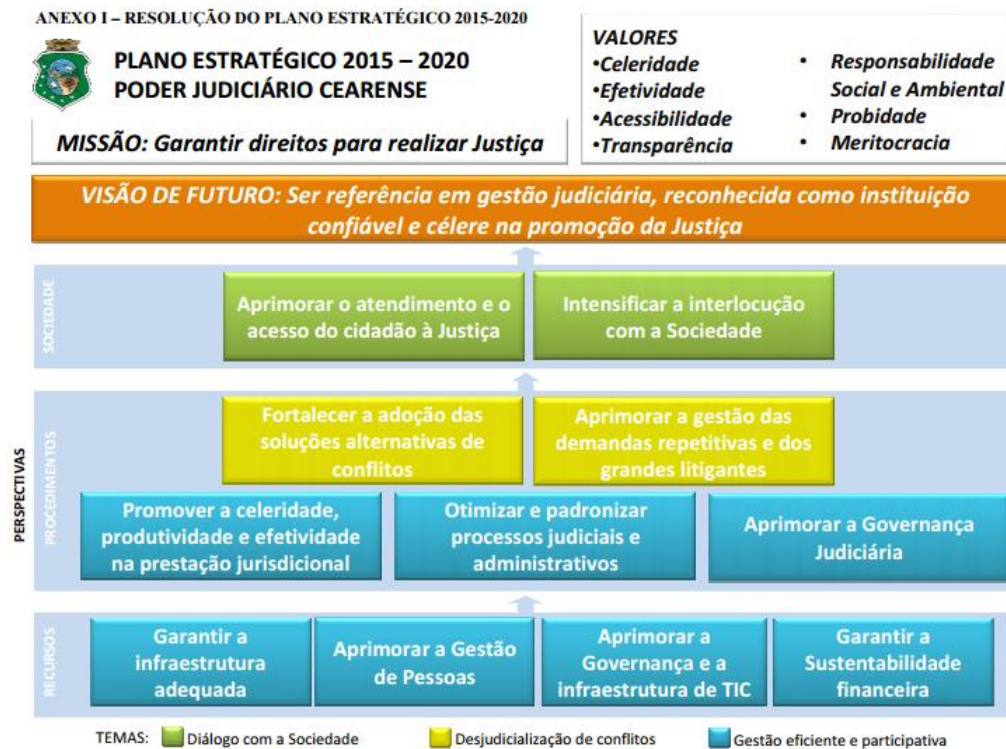 ANEXO I – RESOLUÇÃO DO PLANO ESTRATÉGICO 2015-2020
PLANO ESTRATÉGICO 2015 – 2020
PODER JUDICIÁRIO CEARENSE
MISSÃO: Garantir direitos para realizar Justiça
VALORES
•Celeridade
•Efetividade
•Acessibilidade
•Transparência
• Responsabilidade
Social e Ambiental
• Probidade
• Meritocracia
VISÃO DE FUTURO: Ser referência em gestão judiciária, reconhecida como instituição
confiável e célere na promoção da Justiça
PERSPECTIVAS
SOCIEDADE
Aprimorar o atendimento e o
acesso do cidadão à Justiça
Intensificar a interlocução
com a Sociedade
PROCEDIMENTOS
Fortalecer a adoção das
soluções alternativas de
conflitos
Aprimorar a gestão das
demandas repetitivas e dos
grandes litigantes
Promover a celeridade,
produtividade e efetividade
na prestação jurisdicional
Otimizar e padronizar
processos judiciais e
administrativos
Aprimorar a Governança
Judiciária
RECURSOS
Garantir a
infraestrutura
adequada
Aprimorar a Gestão
de Pessoas
Aprimorar a
Governança e a
infraestrutura de TIC
Garantir a
Sustentabilidade
financeira
TEMAS: Diálogo com a Sociedade Desjudicialização de conflitos Gestão eficiente e participativa